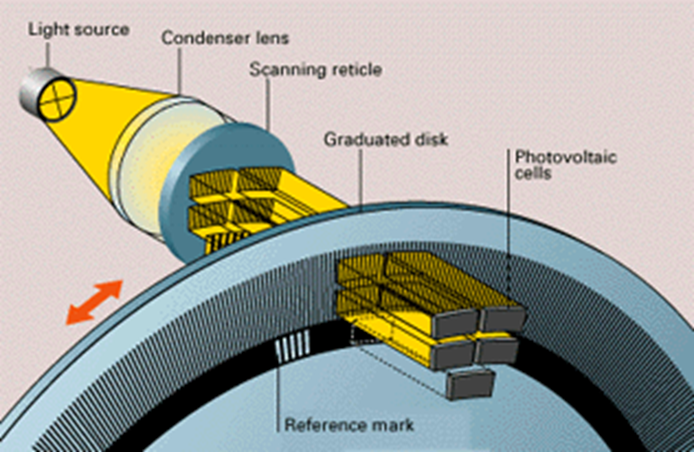 Light source
Condenser lens
Scanning reticle
Graduated disk
Photovoltaic
cells
Reference mark